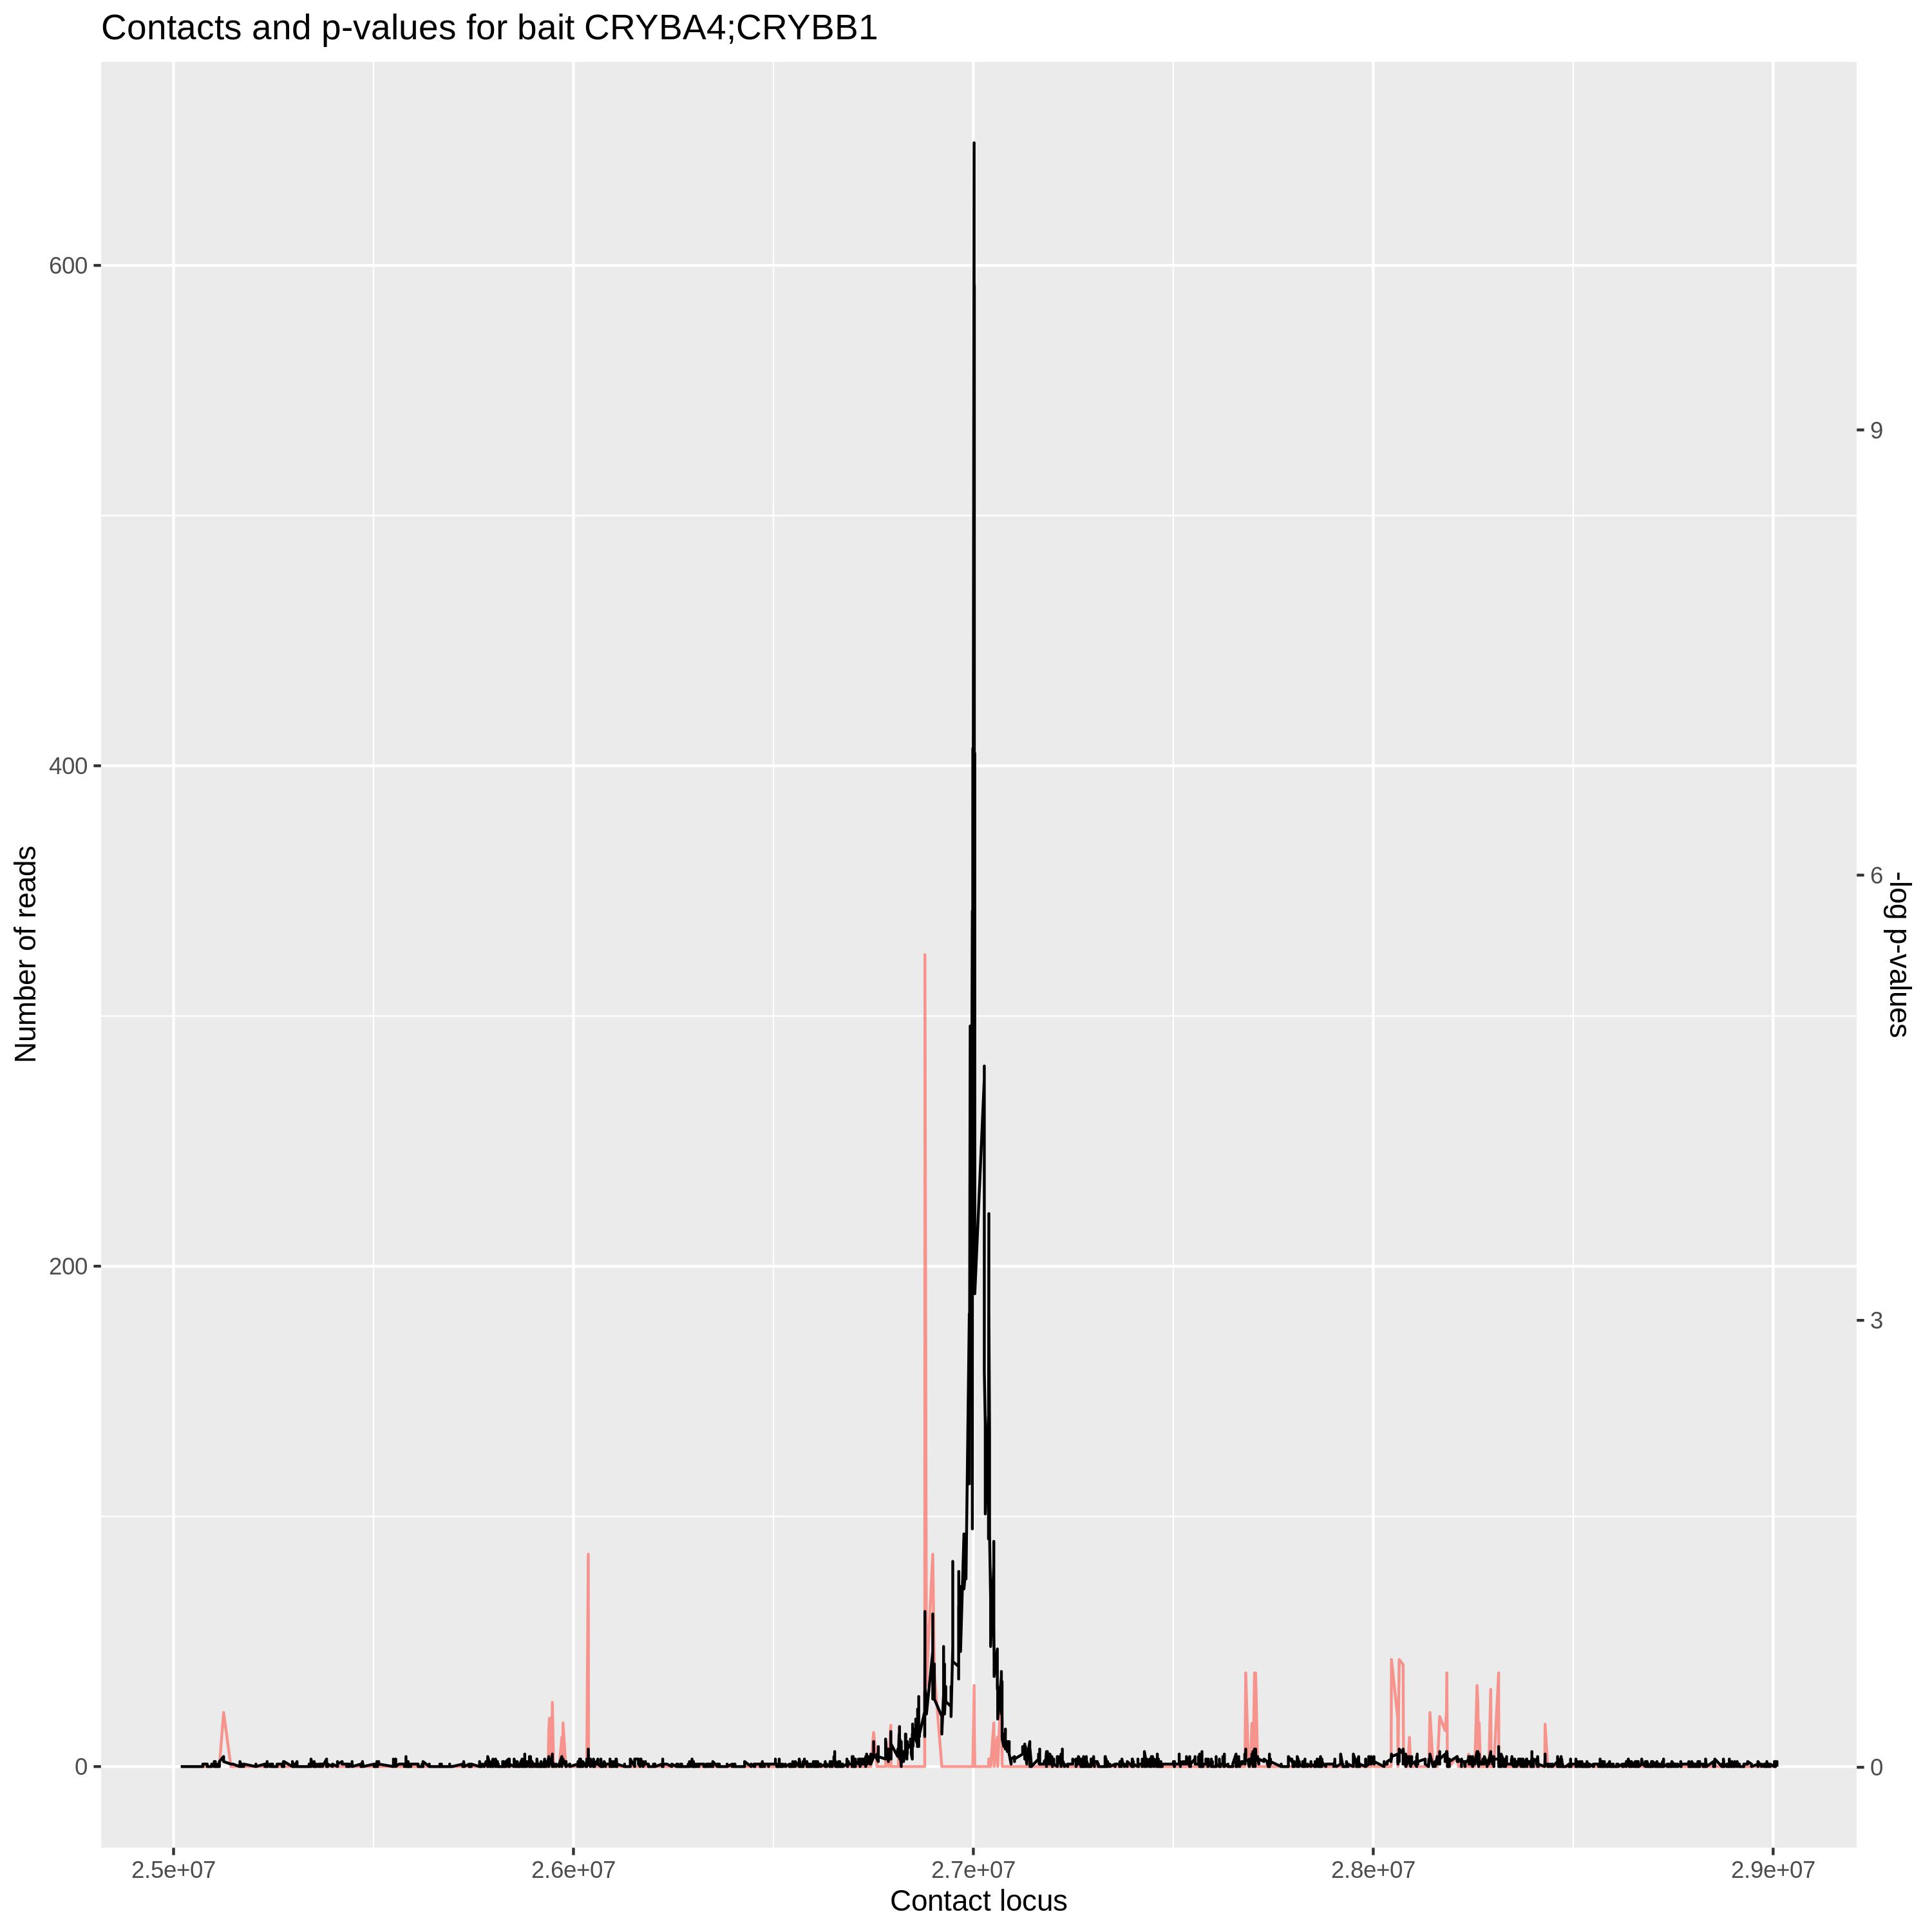 Contacts and p-values for bait CRYBA4;CRYBB1
600
400
200
0
Number of reads
9
6
3
0
-log p-values
2.5e+07 2.6e+07 2.7e+07 2.8e+07 2.9e+07
Contact locus